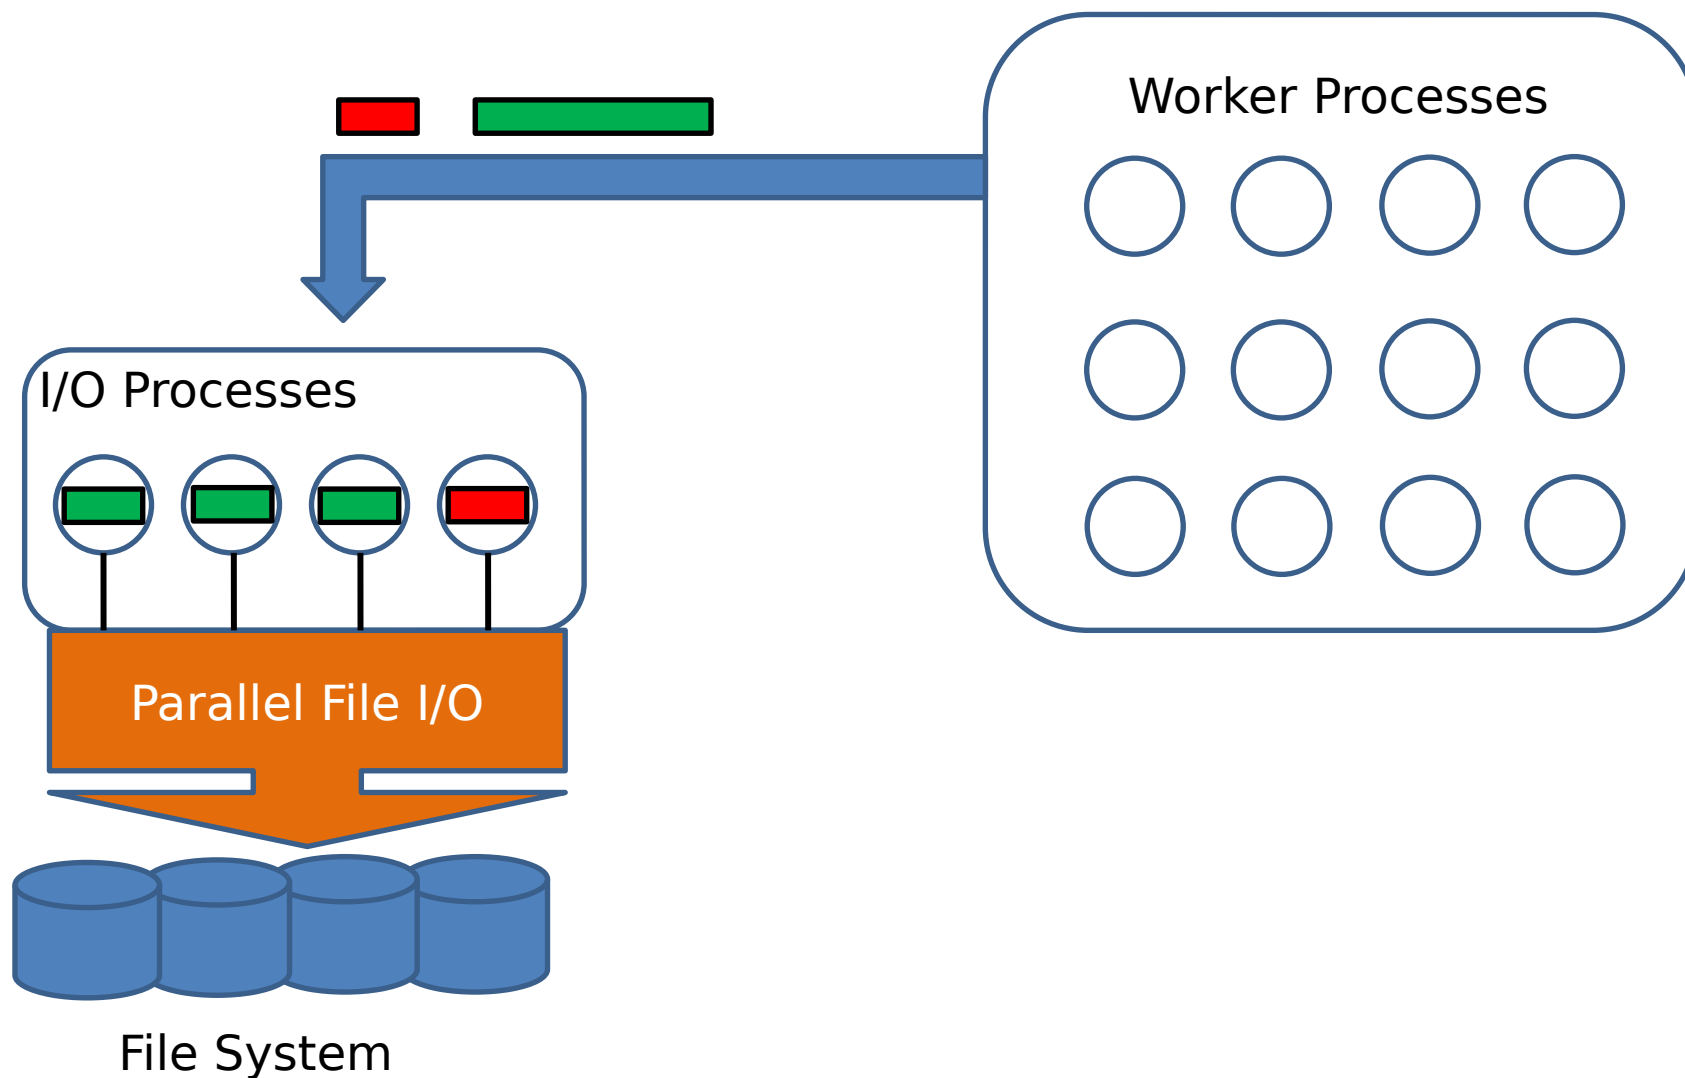 Worker Processes
I/O Processes
Parallel File I/O
File System